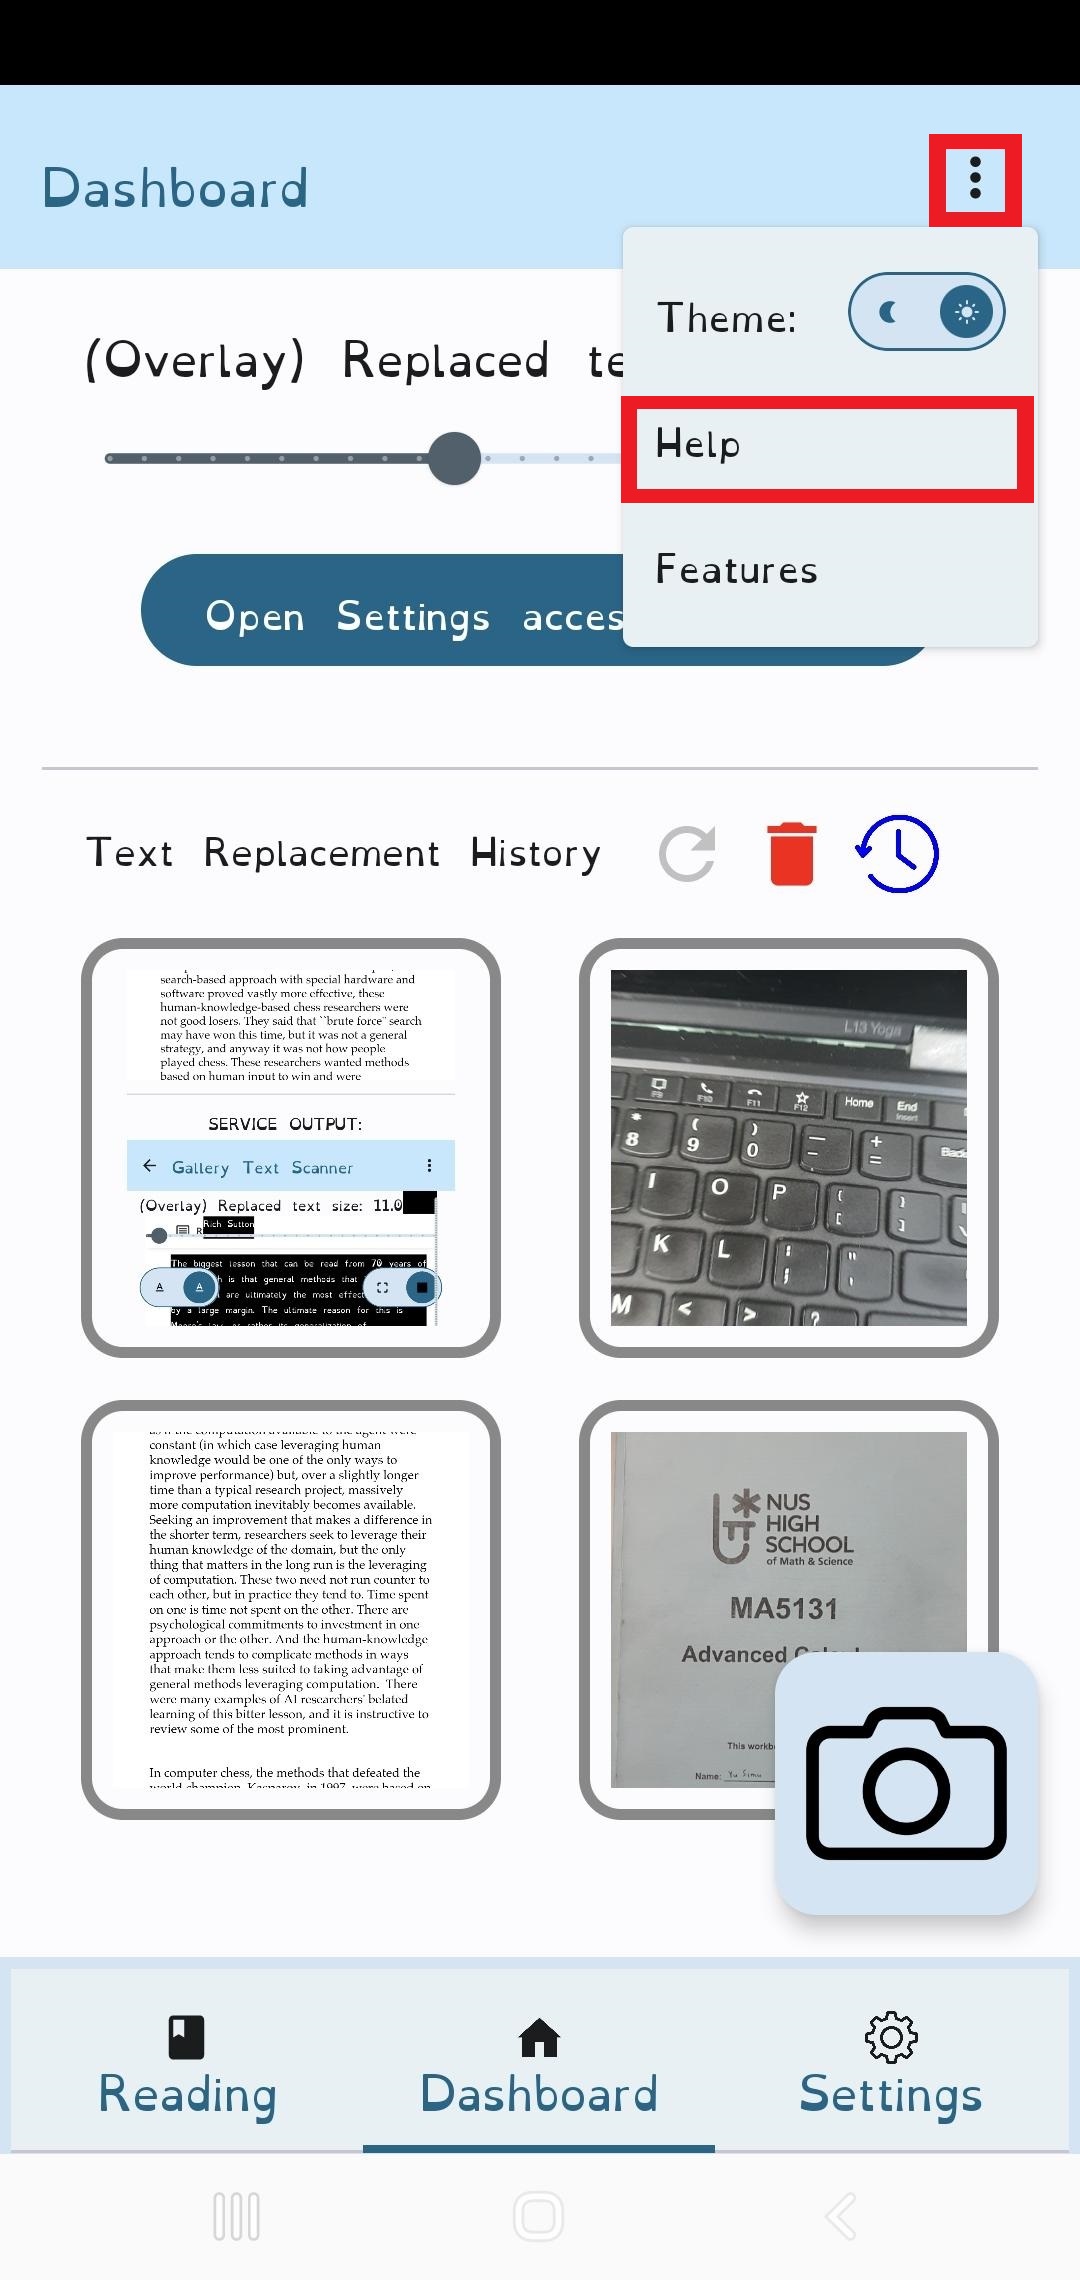 Dashboard
Theme:
(Overlay) Replaced te
Help
Features
Open Settings acces
Text Replacement History
search-based approach with special hardware and
software proved vastly more effective, these
human-knowledge-based chess researchers were
not good losers. They said that ``brute force'' search
may have won this time, but it was not a general
strategy, and anyway it was not how people
played chess. These researchers wanted methods
based on human input to win and were
SERVICE OUTPUT:
Gallery Text Scanner
(Overlay) Replaced text size: 11.0
Rich Sutton
The biggest lesson that can be read from 70 years of
is that general methods that
are ultimately the most effect
by a large margin. The ultimate reason for this is
L13 Yoga
F9 F10 F11 F12 Home End
Insert
* ( ) — +
8 9 0 - = Back
I O P { }
[ ]
K L : "
; '
M < > ?
constant (in which case leveraging human
knowledge would be one of the only ways to
improve performance) but, over a slightly longer
time than a typical research project, massively
more computation inevitably becomes available.
Seeking an improvement that makes a difference in
the shorter term, researchers seek to leverage their
human knowledge of the domain, but the only
thing that matters in the long run is the leveraging
of computation. These two need not run counter to
each other, but in practice they tend to. Time spent
on one is time not spent on the other. There are
psychological commitments to investment in one
approach or the other. And the human-knowledge
approach tends to complicate methods in ways
that make them less suited to taking advantage of
general methods leveraging computation. There
were many examples of AI researchers' belated
learning of this bitter lesson, and it is instructive to
review some of the most prominent.
In computer chess, the methods that defeated the
world champion, Kasparov, in 1997, were based on
NUS
HIGH
SCHOOL
of Math & Science
MA5131
Advanced
This workb
Name: Yu Simu
Reading
Dashboard
Settings